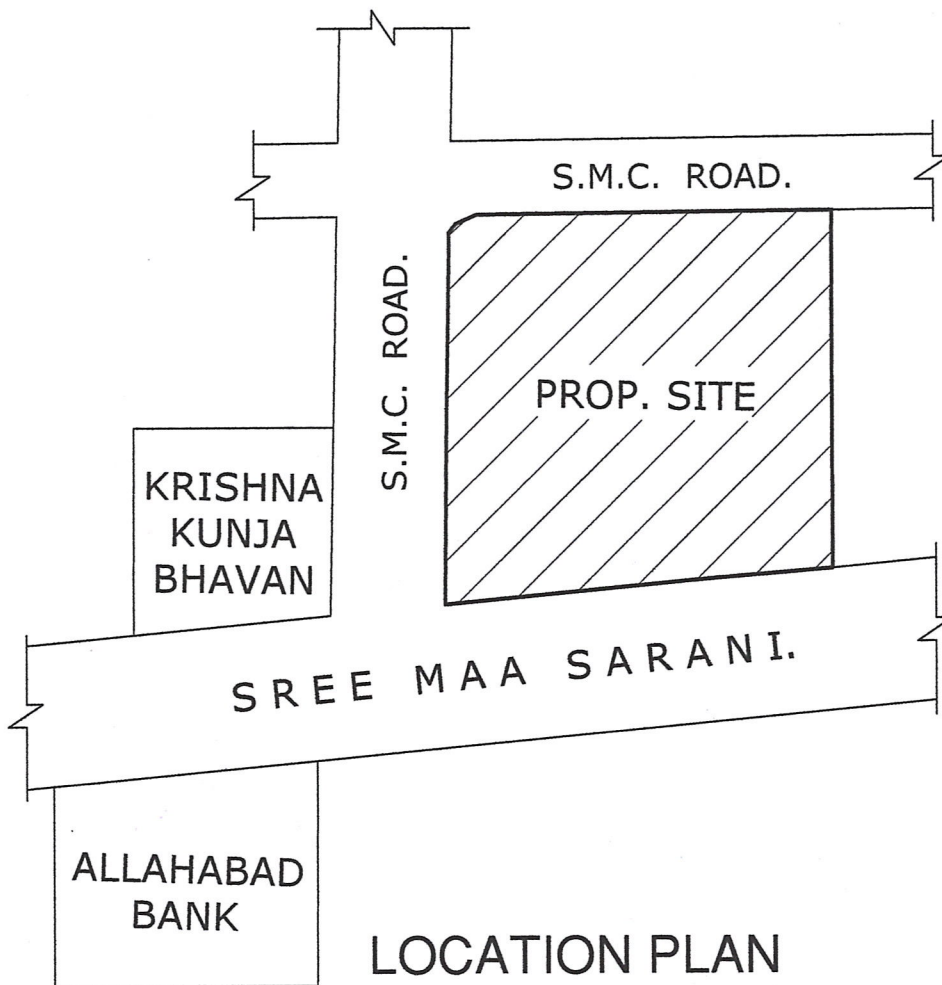 S.M.C. ROAD.
S.M.C. ROAD.
PROP. SITE
KRISHNA
KUNJA
BHAVAN
SREE MAA SARANI.
ALLAHABAD
BANK
LOCATION PLAN